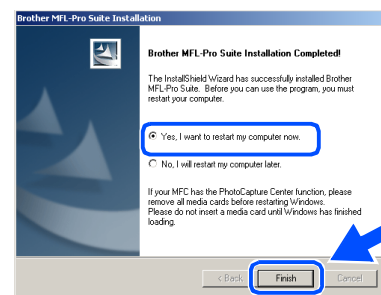 Brother MFL-Pro Suite Installation
Brother MFL-Pro Suite Installation Completed!
The InstallShield Wizard has successfully installed Brother
MFL-Pro Suite. Before you can use the program, you must
restart your computer.
Yes, I want to restart my computer now.
No, I will restart my computer later.
If your MFC has the PhotoCapture Center function, please
remove all media cards before restarting Windows.
Please do not insert a media card until Windows has finished
loading.
< Back Finish Cancel